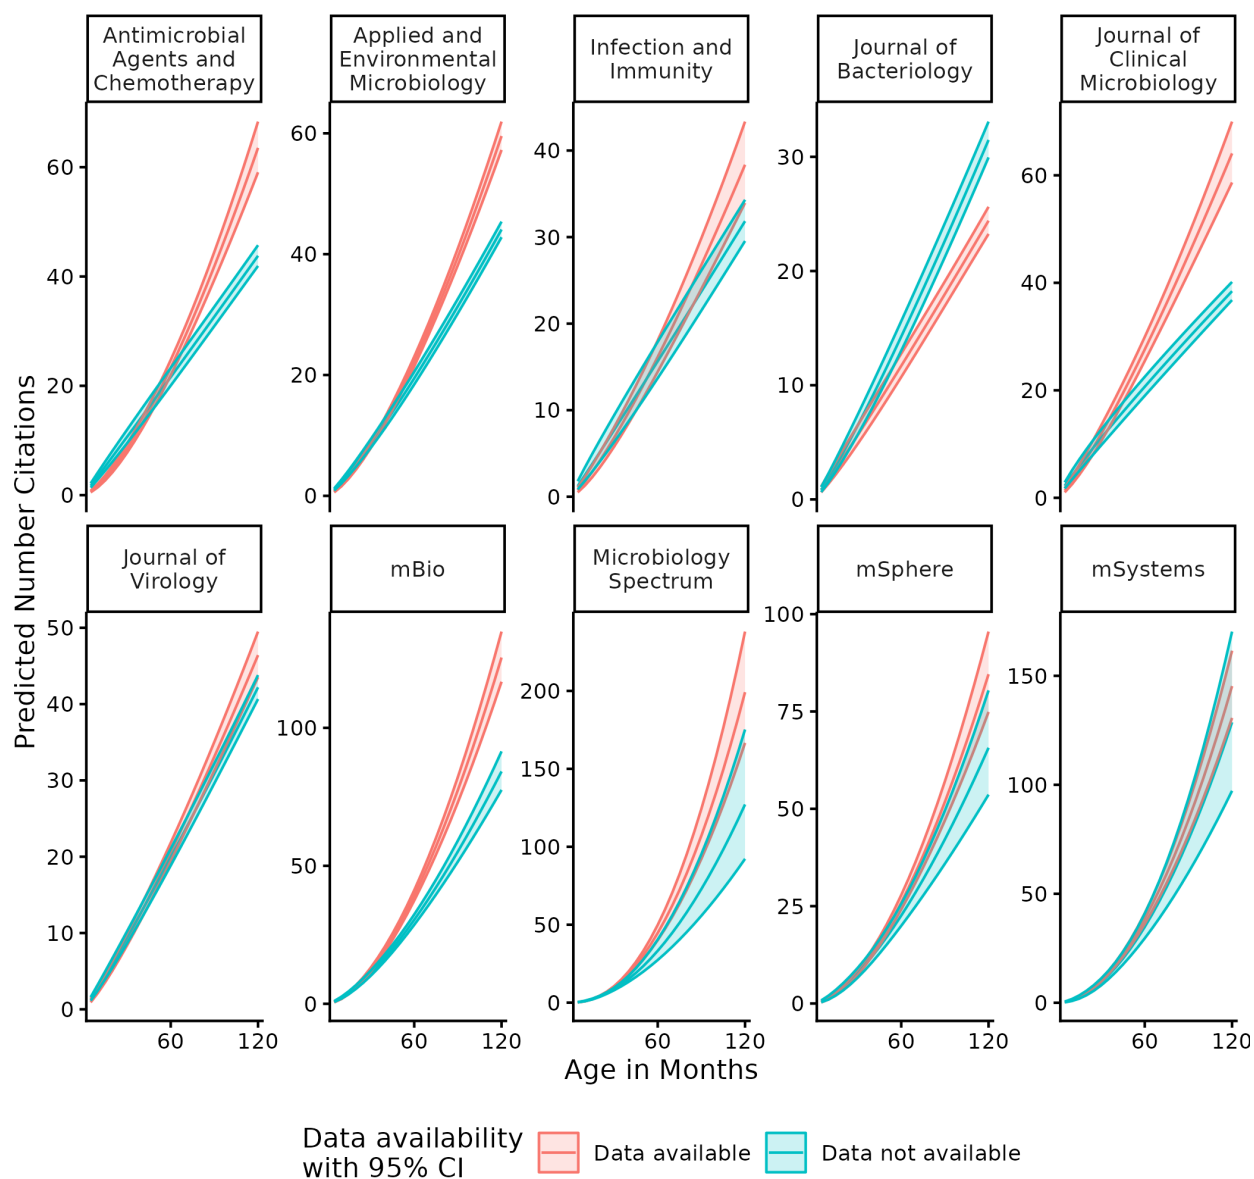 Antimicrobial
Agents and
Chemotherapy
Applied and
Environmental
Microbiology
Infection and
Immunity
Journal of
Bacteriology
Journal of
Clinical
Microbiology
60
40
20
0
60
40
20
0
40
30
20
10
0
30
20
10
0
60
40
20
0
Predicted Number Citations
Journal of
Virology
mBio
Microbiology
Spectrum
mSphere
mSystems
50
40
30
20
10
0
100
50
0
200
150
100
50
0
100
75
50
25
0
150
100
50
0
60 120
60 120
60 120
60 120
60 120
Age in Months
Data availability
with 95% CI
Data available
Data not available